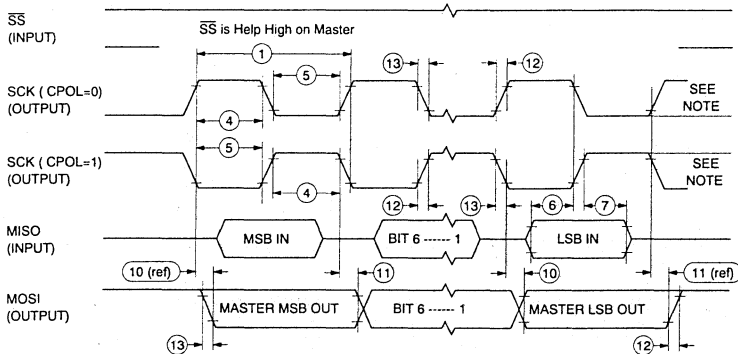 SS
(INPUT)
SS is Help High on Master
1
5
13
12
SCK ( CPOL=0)
(OUTPUT)
SEE
NOTE
4
5
SCK ( CPOL=1)
(OUTPUT)
SEE
NOTE
4
12
13
6
7
MISO
(INPUT)
MSB IN
BIT 6 ------ 1
LSB IN
10 (ref)
11
10
11 (ref)
MOSI
(OUTPUT)
MASTER MSB OUT
BIT 6 ------ 1
MASTER LSB OUT
13
12